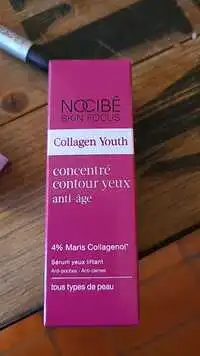 NOCIBÉ
SKIN FOCUS
Collagen Youth
concentré
contour yeux
anti-âge
4% Maris Collagenol*
Sérum yeux liftant
Anti-poches - Anti-cernes
tous types de peau